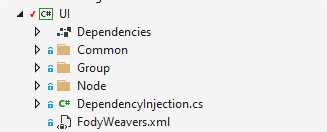 C# UI
Dependencies
Common
Group
Node
C# DependencyInjection.cs
FodyWeavers.xml